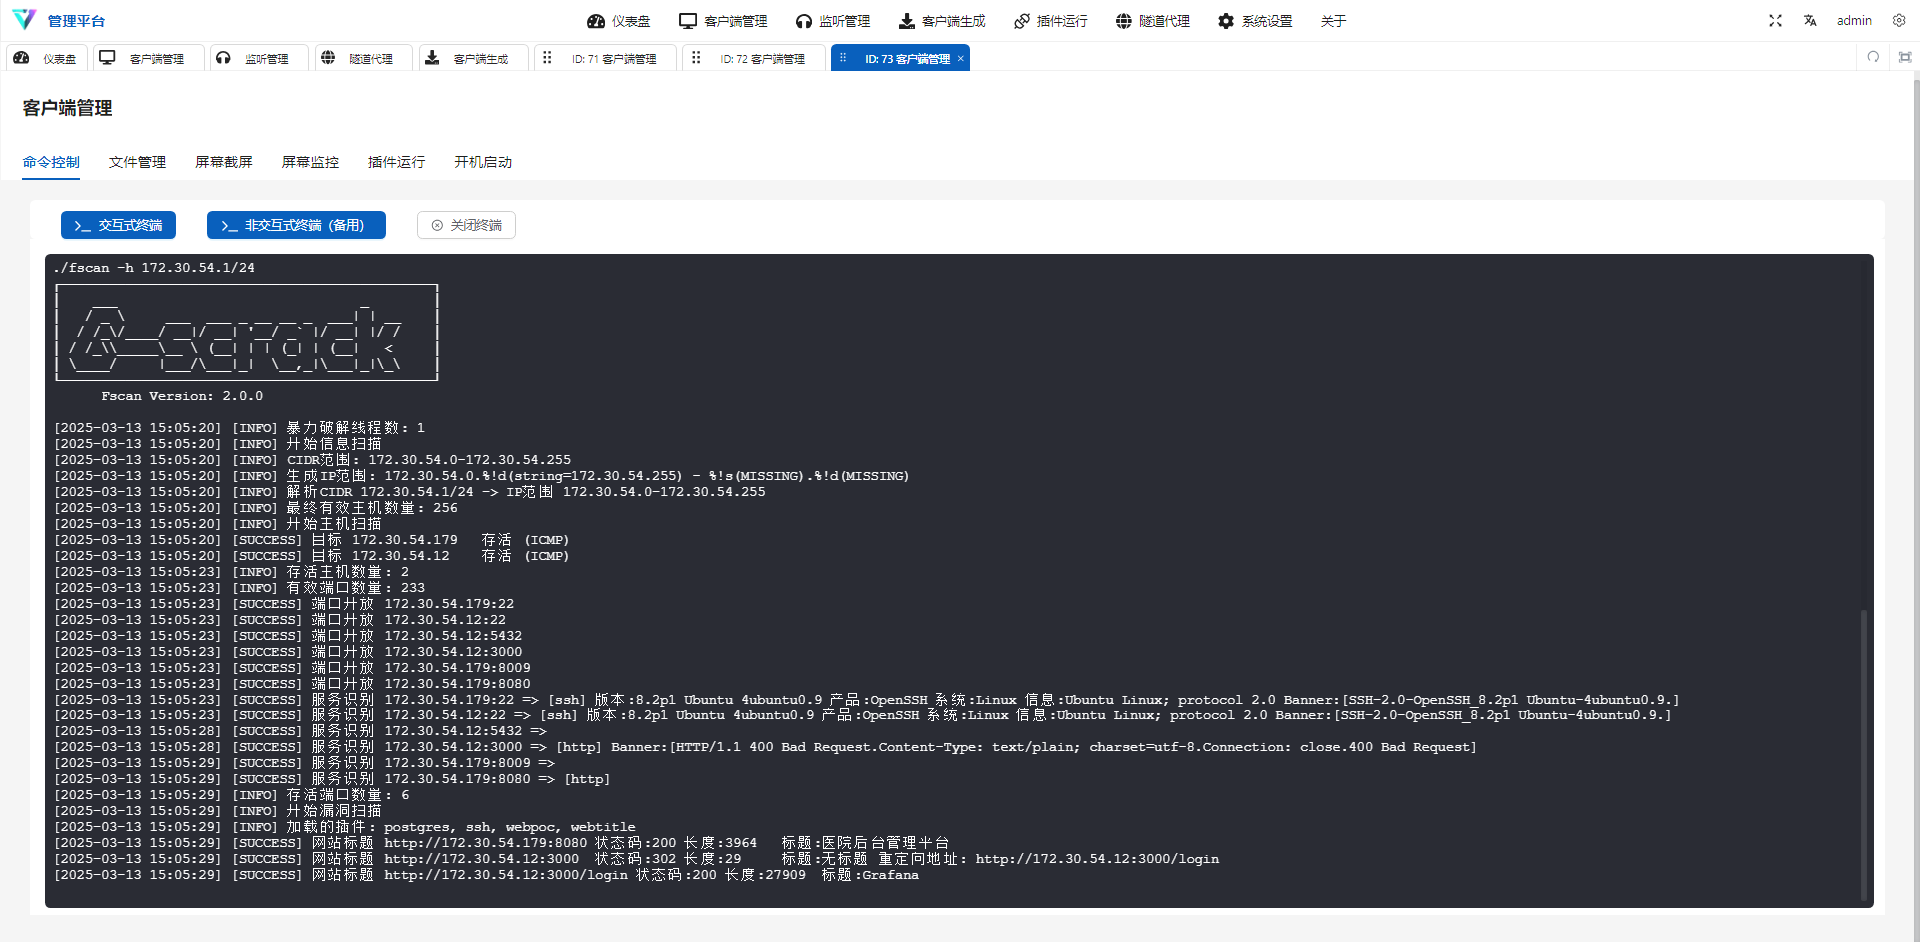 管理平台
仪表盘
客户端管理
监听管理
客户端生成
插件运行
隧道代理
系统设置
关于
admin
仪表盘
客户端管理
监听管理
隧道代理
客户端生成
ID: 71 客户端管理
ID: 72 客户端管理
ID: 73 客户端管理 ×
客户端管理
命令控制 文件管理 屏幕截屏 屏幕监控 插件运行 开机启动
>_ 交互式终端
>_ 非交互式终端（备用）
关闭终端
./fscan -h 172.30.54.1/24
Fscan Version: 2.0.0
[2025-03-13 15:05:20] [INFO] 暴力破解线程数: 1
[2025-03-13 15:05:20] [INFO] 开始信息扫描
[2025-03-13 15:05:20] [INFO] CIDR范围: 172.30.54.0-172.30.54.255
[2025-03-13 15:05:20] [INFO] 生成IP范围: 172.30.54.0.%!d(string=172.30.54.255) - %!s(MISSING).%!d(MISSING)
[2025-03-13 15:05:20] [INFO] 解析CIDR 172.30.54.1/24 -> IP范围 172.30.54.0-172.30.54.255
[2025-03-13 15:05:20] [INFO] 最终有效主机数量: 256
[2025-03-13 15:05:20] [INFO] 开始主机扫描
[2025-03-13 15:05:20] [SUCCESS] 目标 172.30.54.179   存活 (ICMP)
[2025-03-13 15:05:20] [SUCCESS] 目标 172.30.54.12    存活 (ICMP)
[2025-03-13 15:05:23] [INFO] 存活主机数量: 2
[2025-03-13 15:05:23] [INFO] 有效端口数量: 233
[2025-03-13 15:05:23] [SUCCESS] 端口开放 172.30.54.179:22
[2025-03-13 15:05:23] [SUCCESS] 端口开放 172.30.54.12:22
[2025-03-13 15:05:23] [SUCCESS] 端口开放 172.30.54.12:5432
[2025-03-13 15:05:23] [SUCCESS] 端口开放 172.30.54.12:3000
[2025-03-13 15:05:23] [SUCCESS] 端口开放 172.30.54.179:8009
[2025-03-13 15:05:23] [SUCCESS] 端口开放 172.30.54.179:8080
[2025-03-13 15:05:23] [SUCCESS] 服务识别 172.30.54.179:22 => [ssh] 版本:8.2p1 Ubuntu 4ubuntu0.9 产品:OpenSSH 系统:Linux 信息:Ubuntu Linux; protocol 2.0 Banner:[SSH-2.0-OpenSSH_8.2p1 Ubuntu-4ubuntu0.9.]
[2025-03-13 15:05:23] [SUCCESS] 服务识别 172.30.54.12:22 => [ssh] 版本:8.2p1 Ubuntu 4ubuntu0.9 产品:OpenSSH 系统:Linux 信息:Ubuntu Linux; protocol 2.0 Banner:[SSH-2.0-OpenSSH_8.2p1 Ubuntu-4ubuntu0.9.]
[2025-03-13 15:05:28] [SUCCESS] 服务识别 172.30.54.12:5432 =>
[2025-03-13 15:05:28] [SUCCESS] 服务识别 172.30.54.12:3000 => [http] Banner:[HTTP/1.1 400 Bad Request.Content-Type: text/plain; charset=utf-8.Connection: close.400 Bad Request]
[2025-03-13 15:05:29] [SUCCESS] 服务识别 172.30.54.179:8009 =>
[2025-03-13 15:05:29] [SUCCESS] 服务识别 172.30.54.179:8080 => [http]
[2025-03-13 15:05:29] [INFO] 存活端口数量: 6
[2025-03-13 15:05:29] [INFO] 开始漏洞扫描
[2025-03-13 15:05:29] [INFO] 加载的插件: postgres, ssh, webpoc, webtitle
[2025-03-13 15:05:29] [SUCCESS] 网站标题 http://172.30.54.179:8080 状态码:200 长度:3964   标题:医院后台管理平台
[2025-03-13 15:05:29] [SUCCESS] 网站标题 http://172.30.54.12:3000  状态码:302 长度:29     标题:无标题 重定向地址: http://172.30.54.12:3000/login
[2025-03-13 15:05:29] [SUCCESS] 网站标题 http://172.30.54.12:3000/login 状态码:200 长度:27909  标题:Grafana